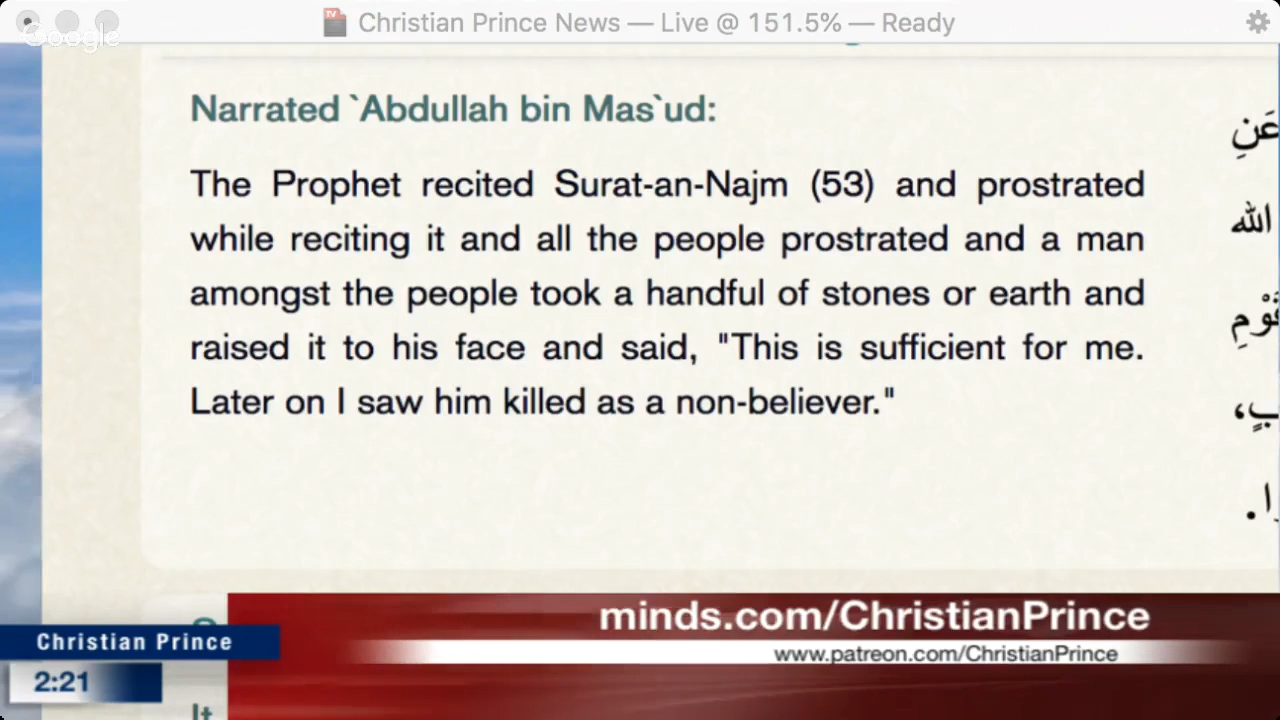 Christian Prince News — Live @ 151.5% — Ready
Google
Narrated `Abdullah bin Mas`ud:
The Prophet recited Surat-an-Najm (53) and prostrated
while reciting it and all the people prostrated and a man
amongst the people took a handful of stones or earth and
raised it to his face and said, "This is sufficient for me.
Later on I saw him killed as a non-believer."
عَنِ
الله
minds.com/ChristianPrince
www.patreon.com/ChristianPrince
Christian Prince
2:21
It